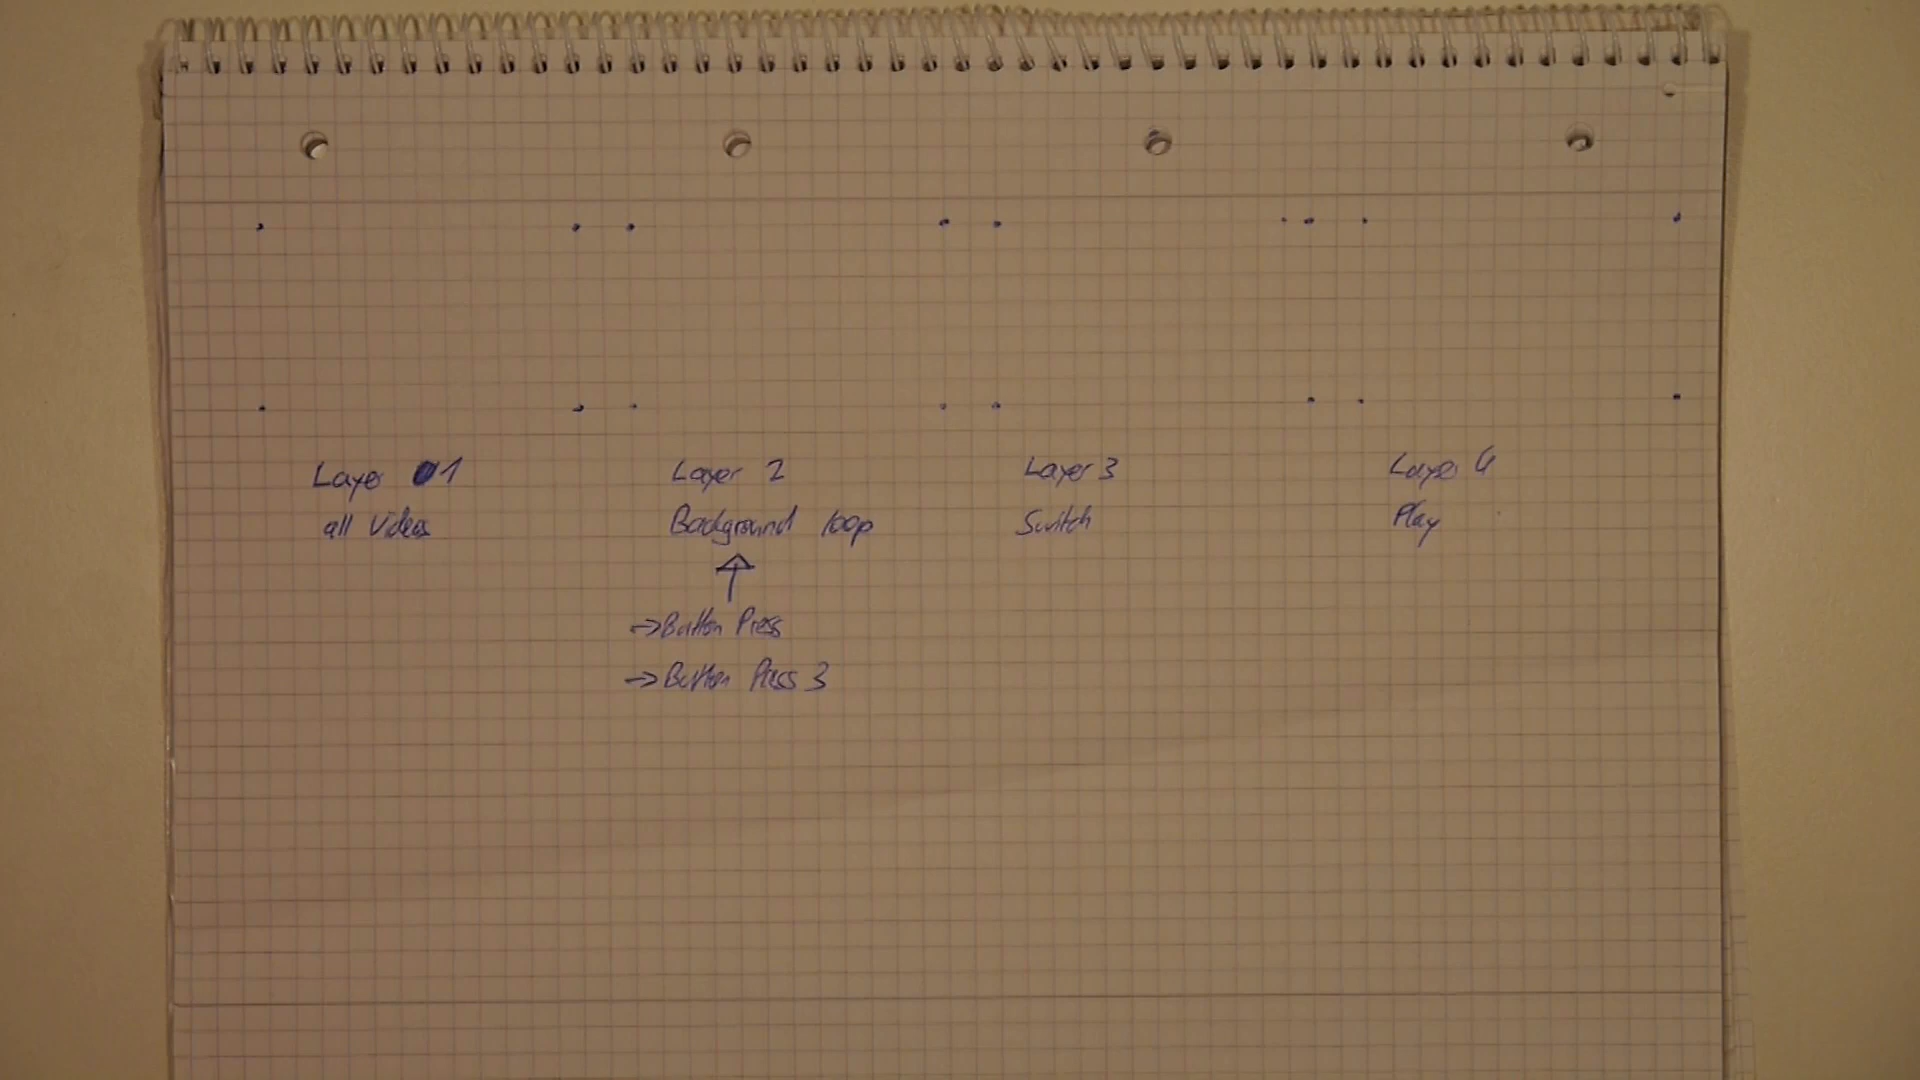 Layer 1
all Videos
Layer 2
Background loop
→Button Press
→Button Press 3
Layer 3
Switch
Layer 4
Play